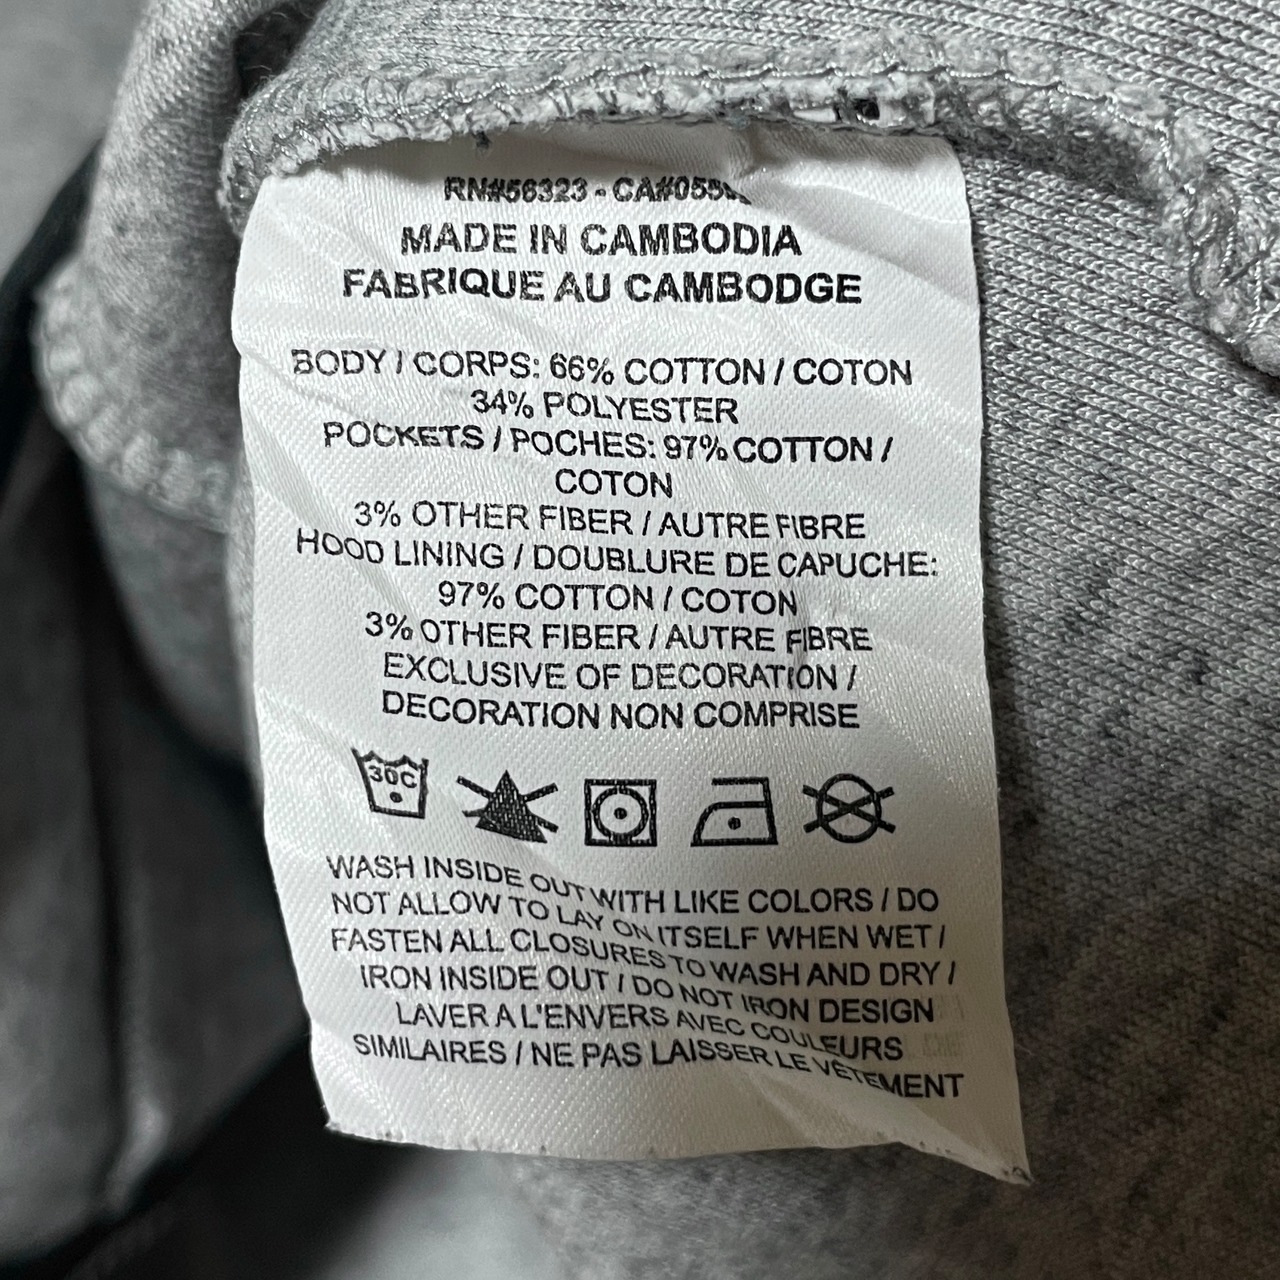 RN#56323 - CA#055
MADE IN CAMBODIA
FABRIQUE AU CAMBODGE
BODY / CORPS: 66% COTTON / COTON
34% POLYESTER
POCKETS / POCHES: 97% COTTON /
COTON
3% OTHER FIBER / AUTRE FIBRE
HOOD LINING / DOUBLURE DE CAPUCHE:
97% COTTON / COTON
3% OTHER FIBER / AUTRE FIBRE
EXCLUSIVE OF DECORATION /
DECORATION NON COMPRISE
30C
WASH INSIDE OUT WITH LIKE COLORS / DO
NOT ALLOW TO LAY ON ITSELF WHEN WET /
FASTEN ALL CLOSURES TO WASH AND DRY /
IRON INSIDE OUT / DO NOT IRON DESIGN
LAVER A L'ENVERS AVEC COULEURS
SIMILAIRES / NE PAS LAISSER LE VÊTEMENT